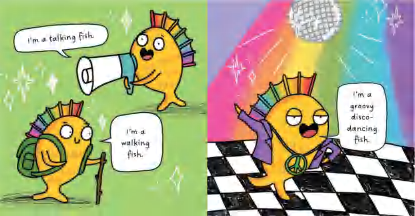 I'm a talking fish.
I'm a
walking
fish.
I'm a
groovy
disco-
dancing
fish.